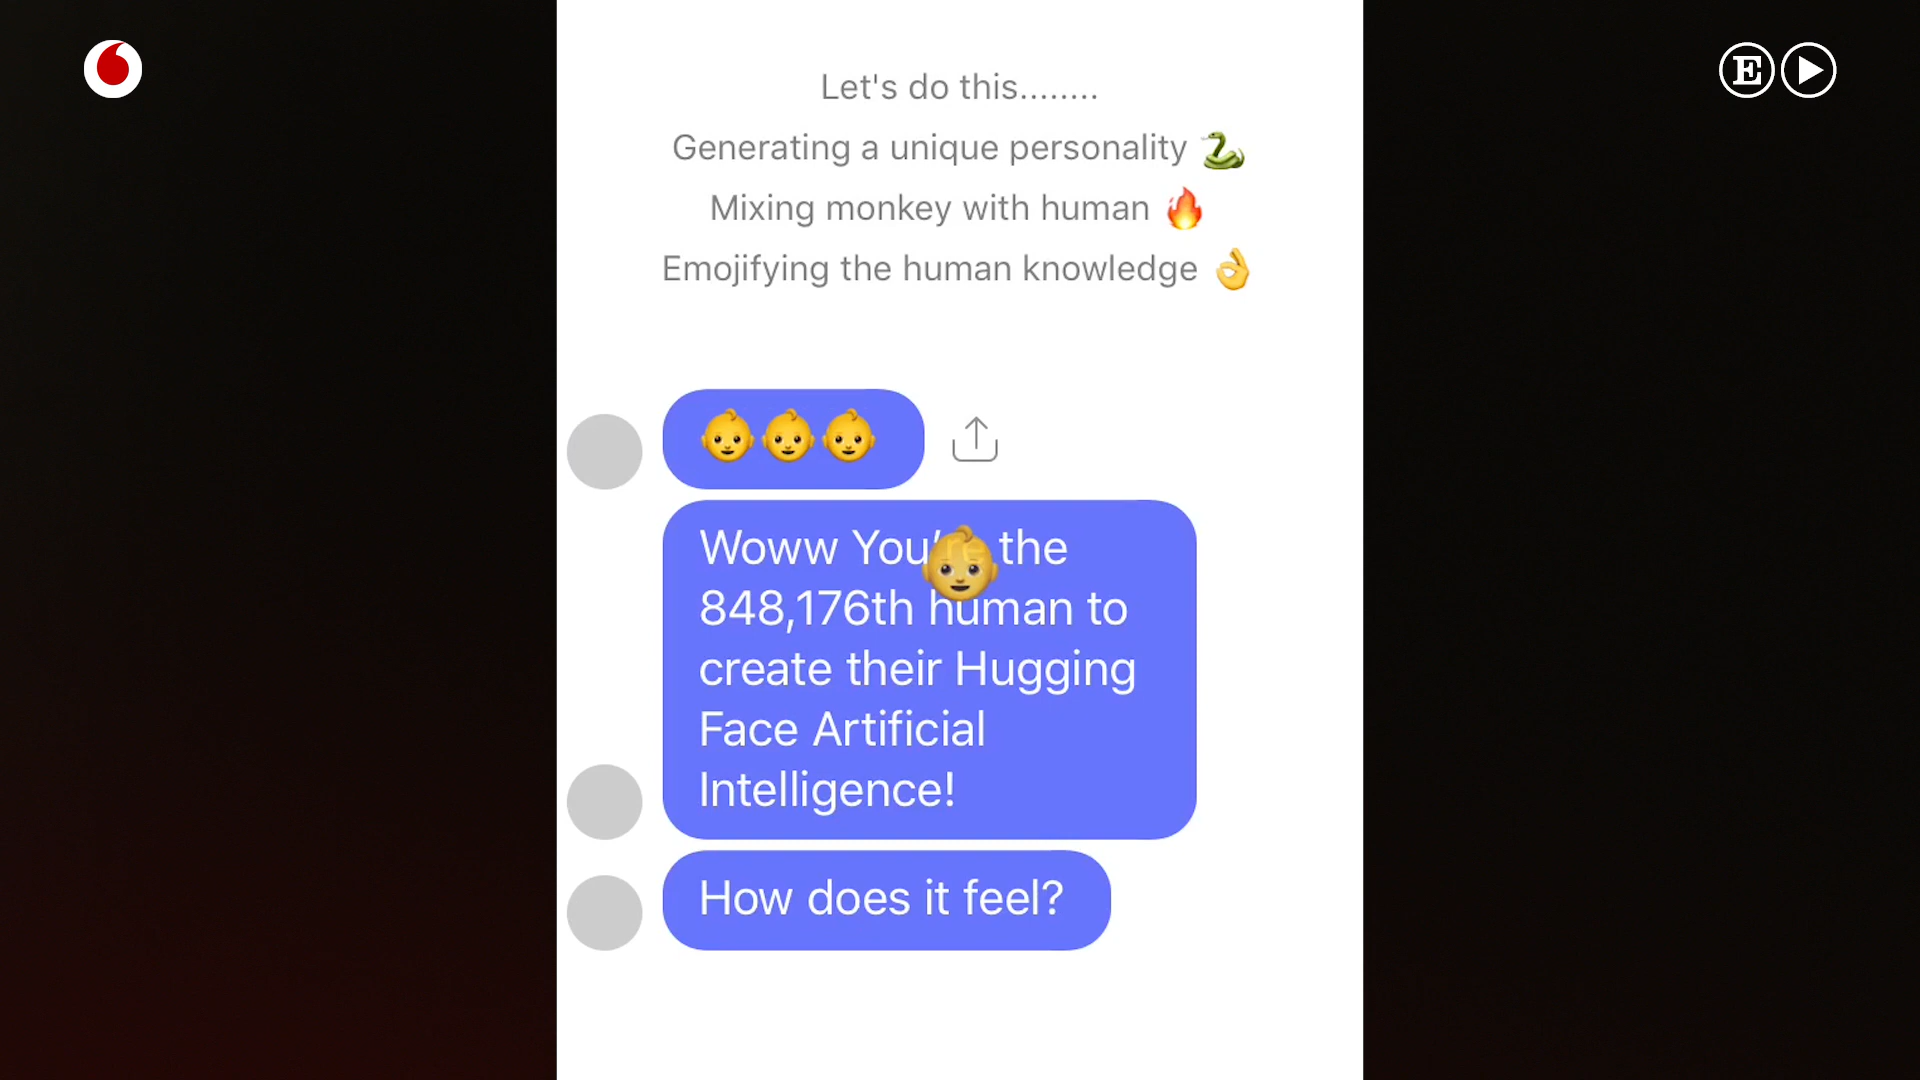 Let's do this........
Generating a unique personality 🐍
Mixing monkey with human 🔥
Emojifying the human knowledge 👌
👶👶👶
Woww You're the
848,176th human to
create their Hugging
Face Artificial
Intelligence!
How does it feel?
E